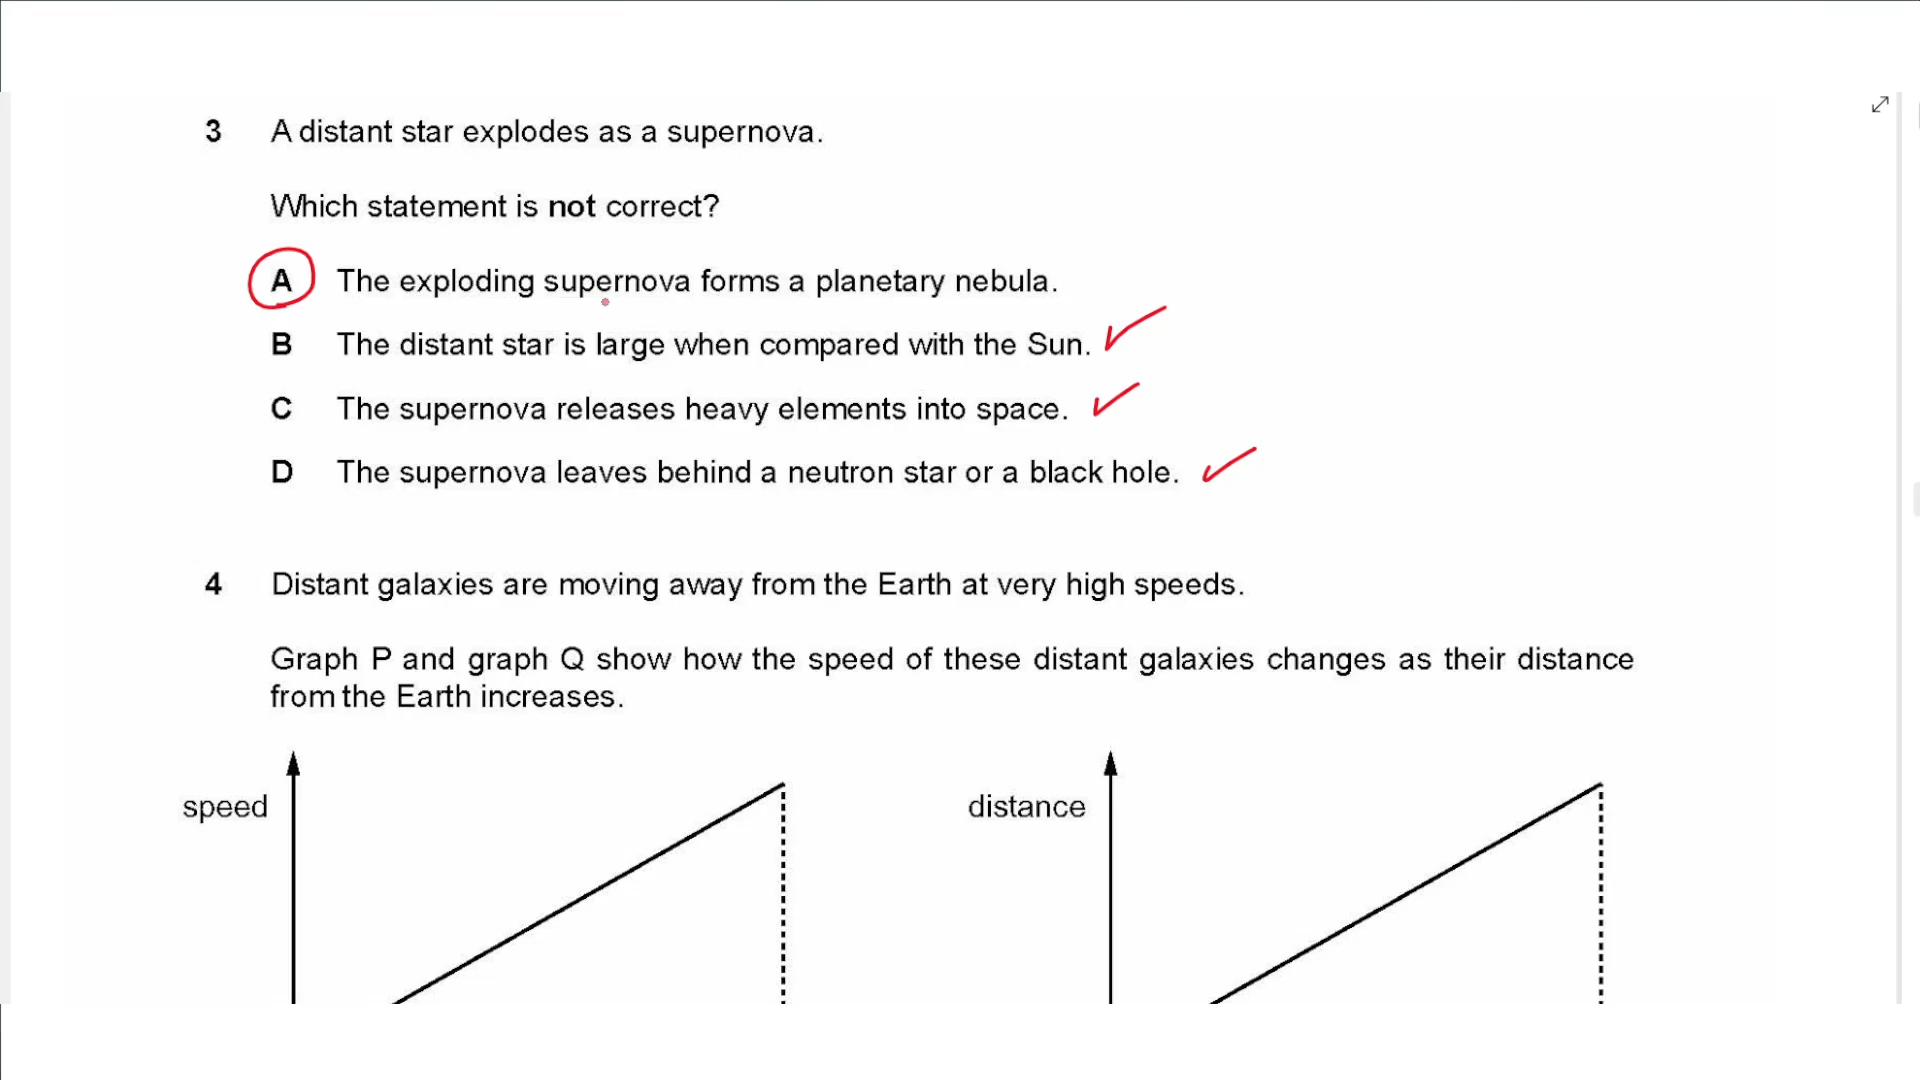 3 A distant star explodes as a supernova.
Which statement is not correct?
A The exploding supernova forms a planetary nebula.
B The distant star is large when compared with the Sun.
C The supernova releases heavy elements into space.
D The supernova leaves behind a neutron star or a black hole.
4 Distant galaxies are moving away from the Earth at very high speeds.
Graph P and graph Q show how the speed of these distant galaxies changes as their distance
from the Earth increases.
speed
distance